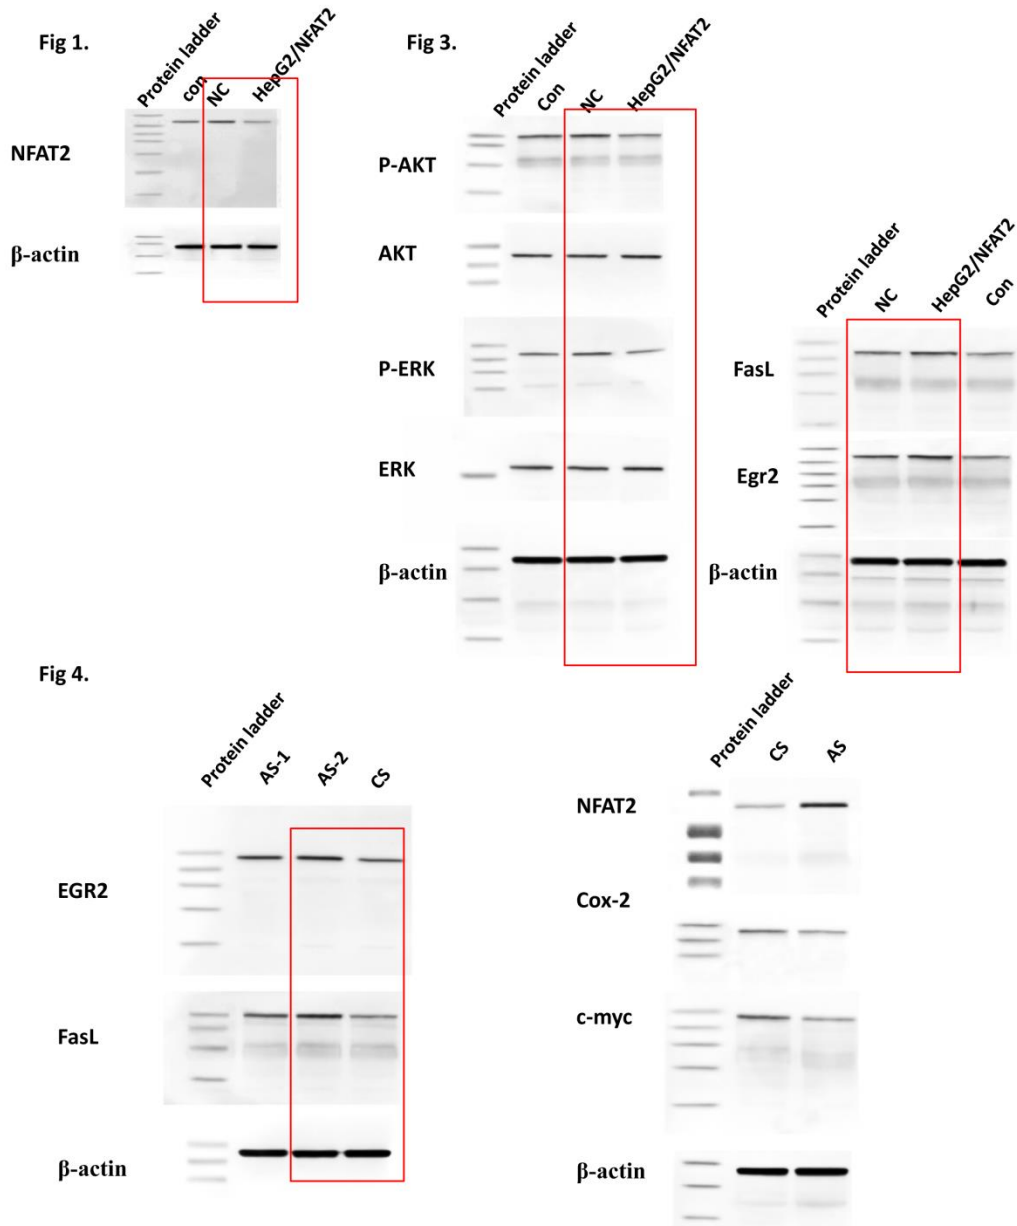 Fig 1.
Protein ladder
con
NC
HepG2/NFAT2
NFAT2
β-actin
Fig 3.
Protein ladder
Con
NC
HepG2/NFAT2
P-AKT
AKT
P-ERK
ERK
β-actin
Protein ladder
NC
HepG2/NFAT2
Con
FasL
Egr2
β-actin
Fig 4.
Protein ladder
AS-1
AS-2
CS
EGR2
FasL
β-actin
Protein ladder
CS
AS
NFAT2
Cox-2
c-myc
β-actin